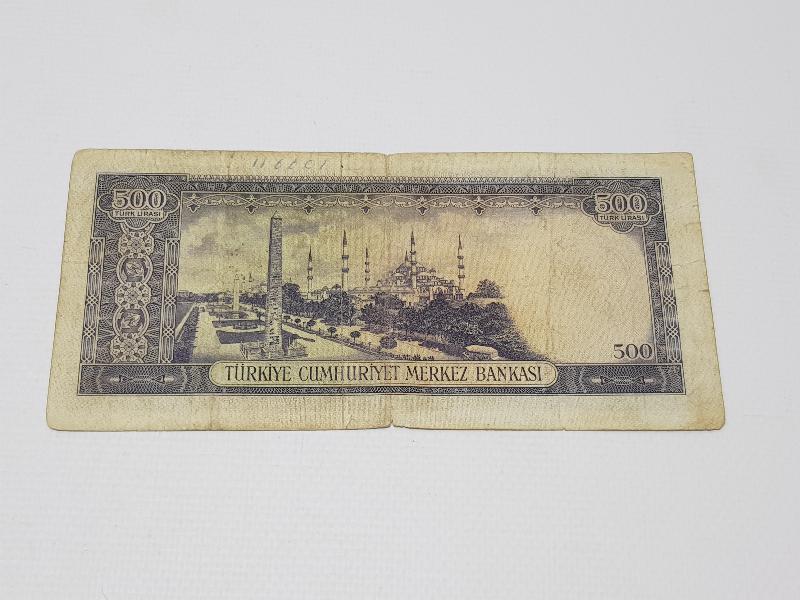 500
TÜRK LİRASI
500
TÜRK LİRASI
500
TÜRKİYE CUMHURİYET MERKEZ BANKASI